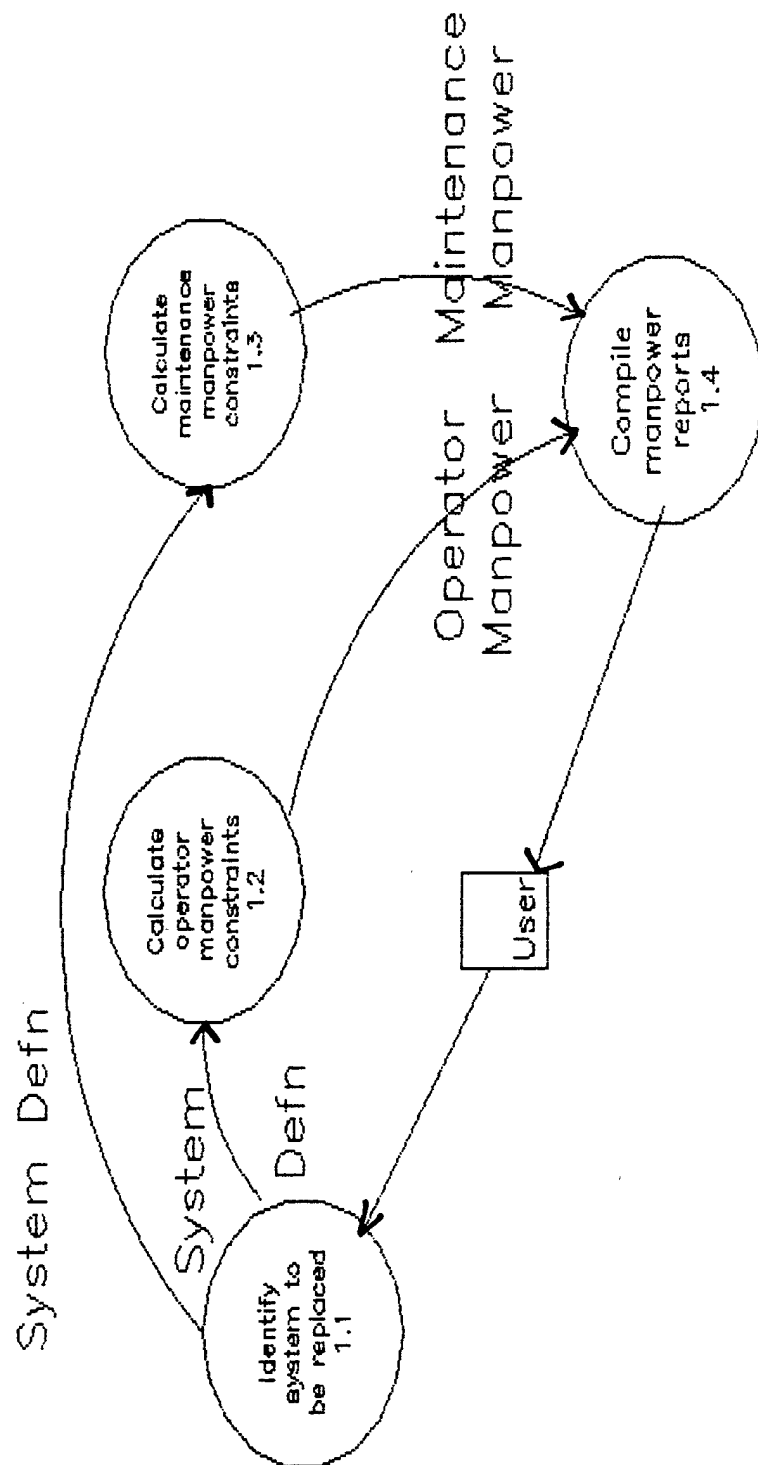 System Defn
System
Defn
Identify
system to
be replaced
1.1
Calculate
operator
manpower
constraints
1.2
Calculate
maintenance
manpower
constraints
1.3
User
Operator
Manpower
Maintenance
Manpower
Compile
manpower
reports
1.4